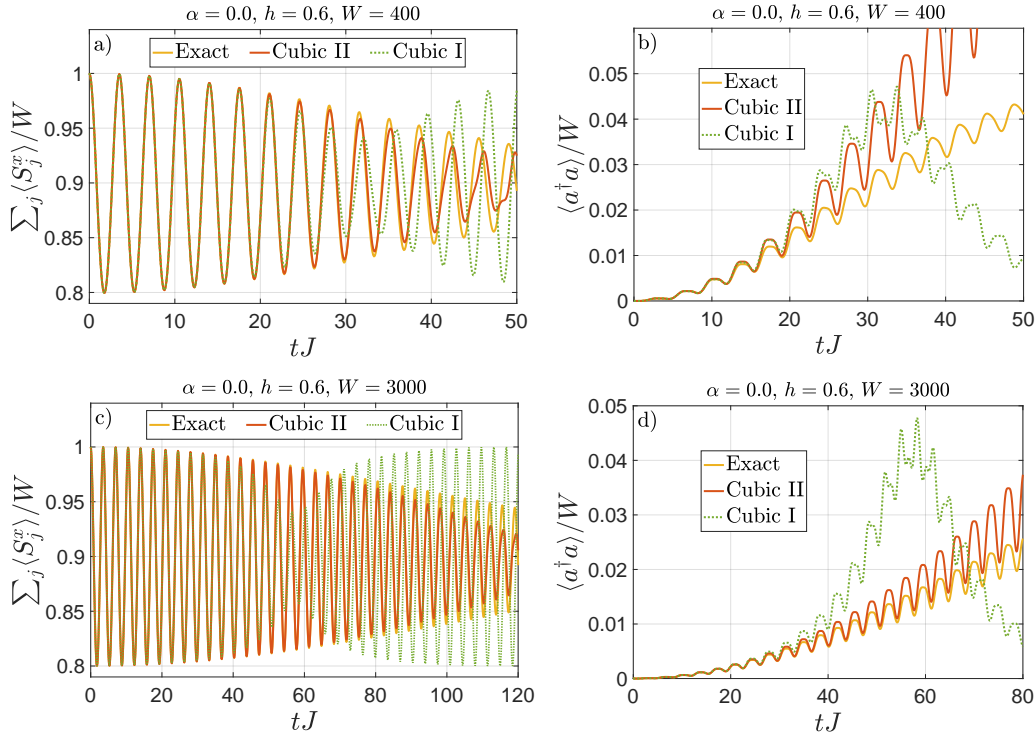 α = 0.0, h = 0.6, W = 400
a)
Exact Cubic II Cubic I
∑_j⟨S_j^x⟩/W
1
0.95
0.9
0.85
0.8
0 10 20 30 40 50
tJ
α = 0.0, h = 0.6, W = 400
b)
Exact
Cubic II
Cubic I
⟨a†a⟩/W
0.05
0.04
0.03
0.02
0.01
0
0 10 20 30 40 50
tJ
α = 0.0, h = 0.6, W = 3000
c)
Exact Cubic II Cubic I
∑_j⟨S_j^x⟩/W
1
0.95
0.9
0.85
0.8
0 20 40 60 80 100 120
tJ
α = 0.0, h = 0.6, W = 3000
d)
Exact
Cubic II
Cubic I
⟨a†a⟩/W
0.05
0.04
0.03
0.02
0.01
0
0 20 40 60 80
tJ